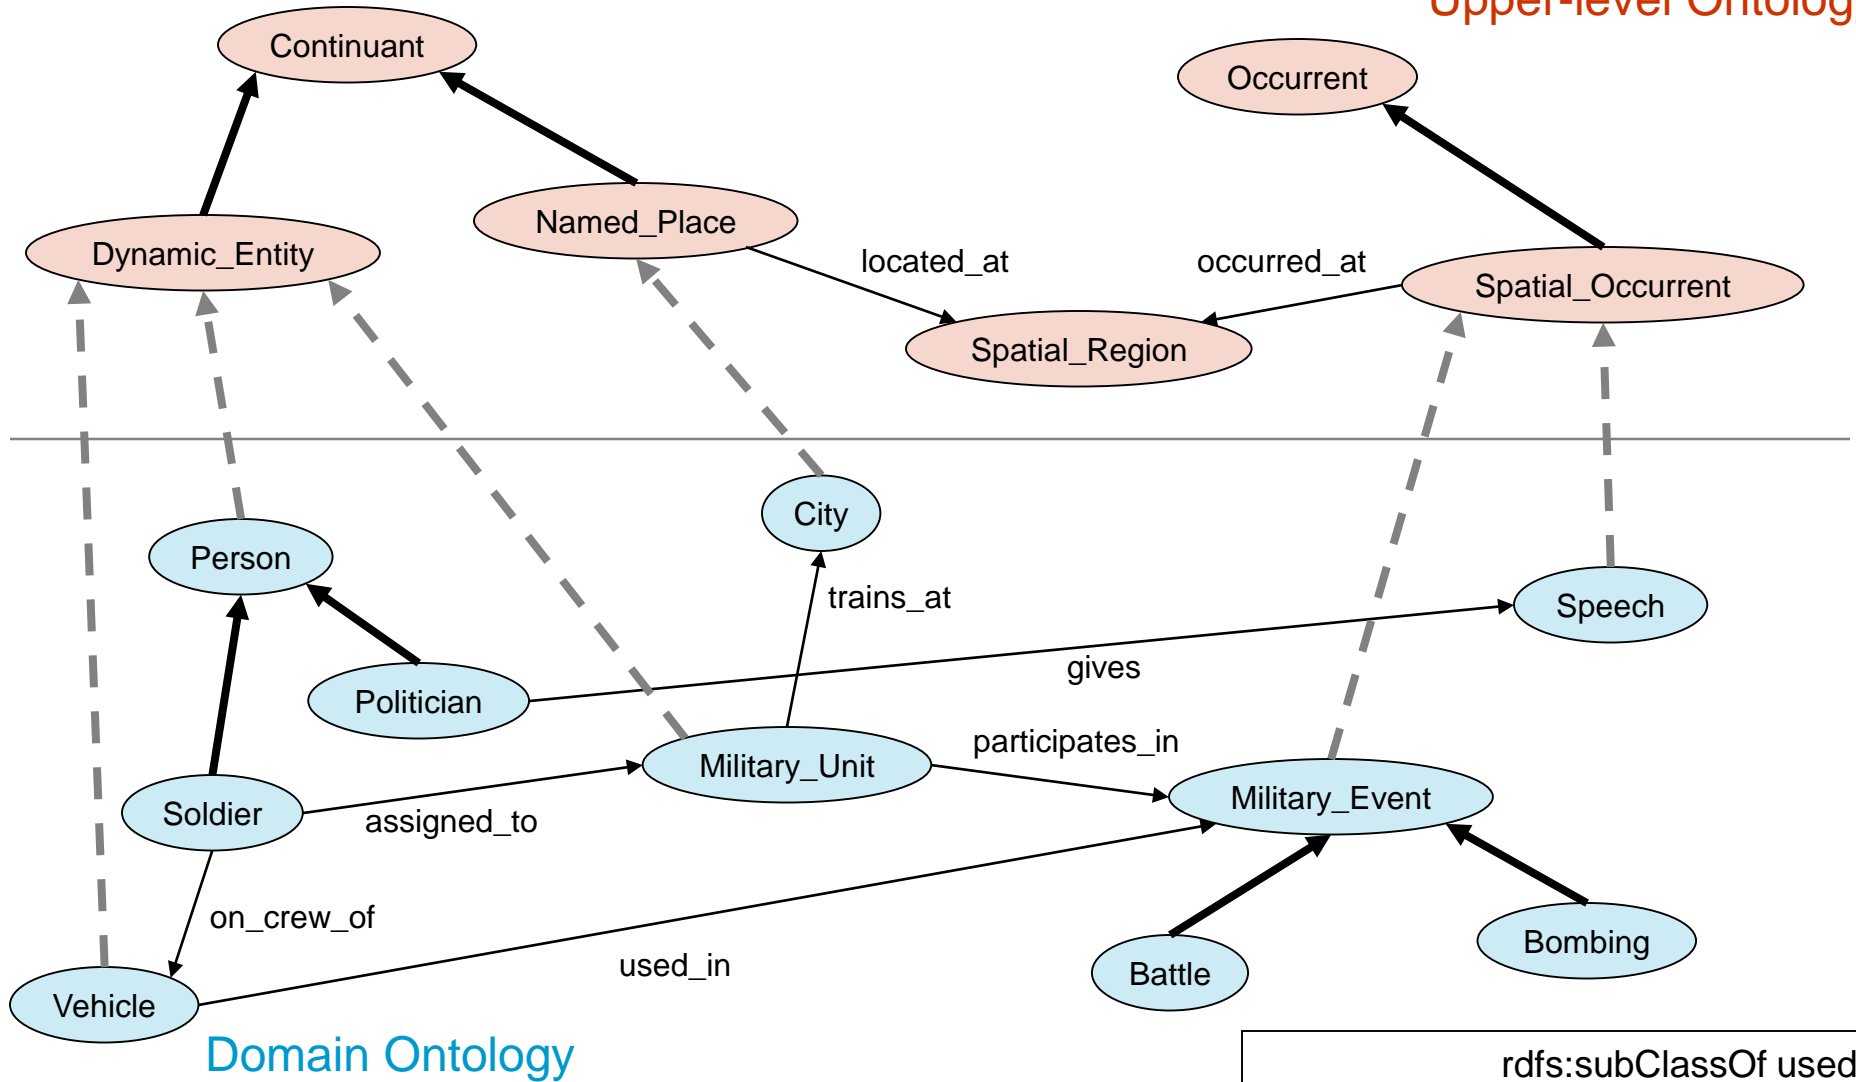 Upper-level Ontolog
Continuant
Occurrent
Named_Place
Dynamic_Entity
located_at
occurred_at
Spatial_Occurrent
Spatial_Region
City
Person
trains_at
Speech
gives
Politician
participates_in
Military_Unit
Military_Event
Soldier
assigned_to
on_crew_of
used_in
Bombing
Battle
Vehicle
Domain Ontology
rdfs:subClassOf used